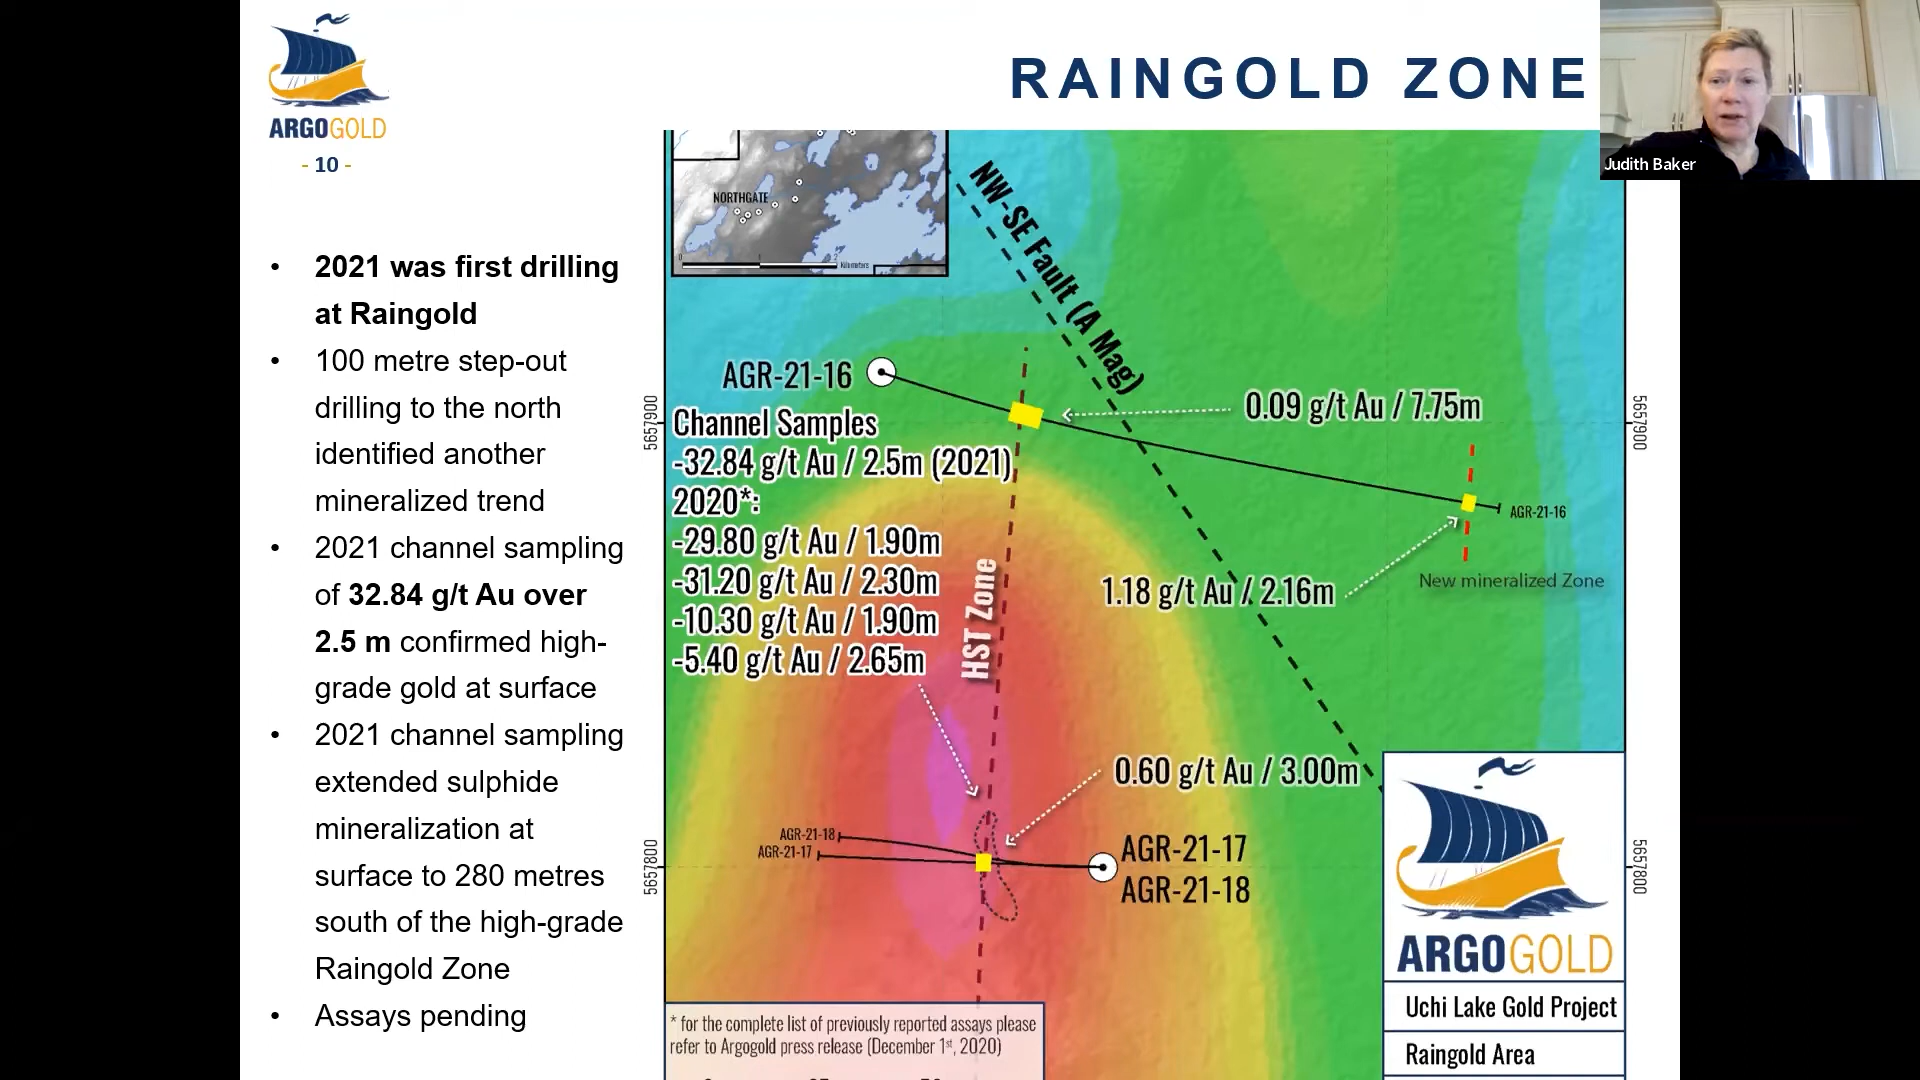 ARGOGOLD
- 10 -
RAINGOLD ZONE
Judith Baker
• 2021 was first drilling
at Raingold
• 100 metre step-out
drilling to the north
identified another
mineralized trend
• 2021 channel sampling
of 32.84 g/t Au over
2.5 m confirmed high-
grade gold at surface
• 2021 channel sampling
extended sulphide
mineralization at
surface to 280 metres
south of the high-grade
Raingold Zone
• Assays pending
NORTHGATE
0 1 2 Kilometers
NW-SE Fault (A Mag)
AGR-21-16
0.09 g/t Au / 7.75m
5657900
5657900
Channel Samples
-32.84 g/t Au / 2.5m (2021)
2020*:
-29.80 g/t Au / 1.90m
-31.20 g/t Au / 2.30m
-10.30 g/t Au / 1.90m
-5.40 g/t Au / 2.65m
HST Zone
AGR-21-16
New mineralized Zone
1.18 g/t Au / 2.16m
0.60 g/t Au / 3.00m
AGR-21-18
AGR-21-17
AGR-21-17
AGR-21-18
5657800
5657800
ARGOGOLD
Uchi Lake Gold Project
Raingold Area
* for the complete list of previously reported assays please
refer to Argogold press release (December 1st, 2020)